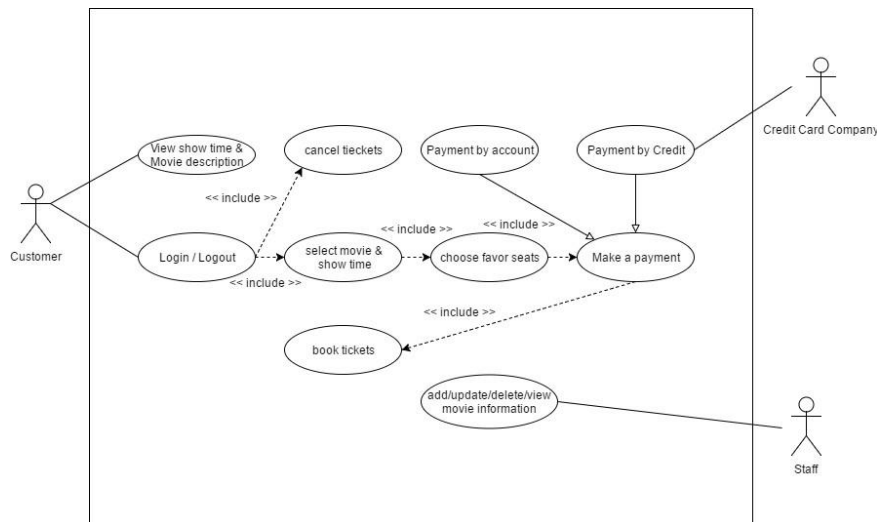 Credit Card Company
View show time &
Movie description
cancel tieckets
Payment by account
Payment by Credit
<< include >>
<< include >>
<< include >>
Customer
Login / Logout
select movie &
show time
choose favor seats
Make a payment
<< include >>
<< include >>
book tickets
add/update/delete/view
movie information
Staff